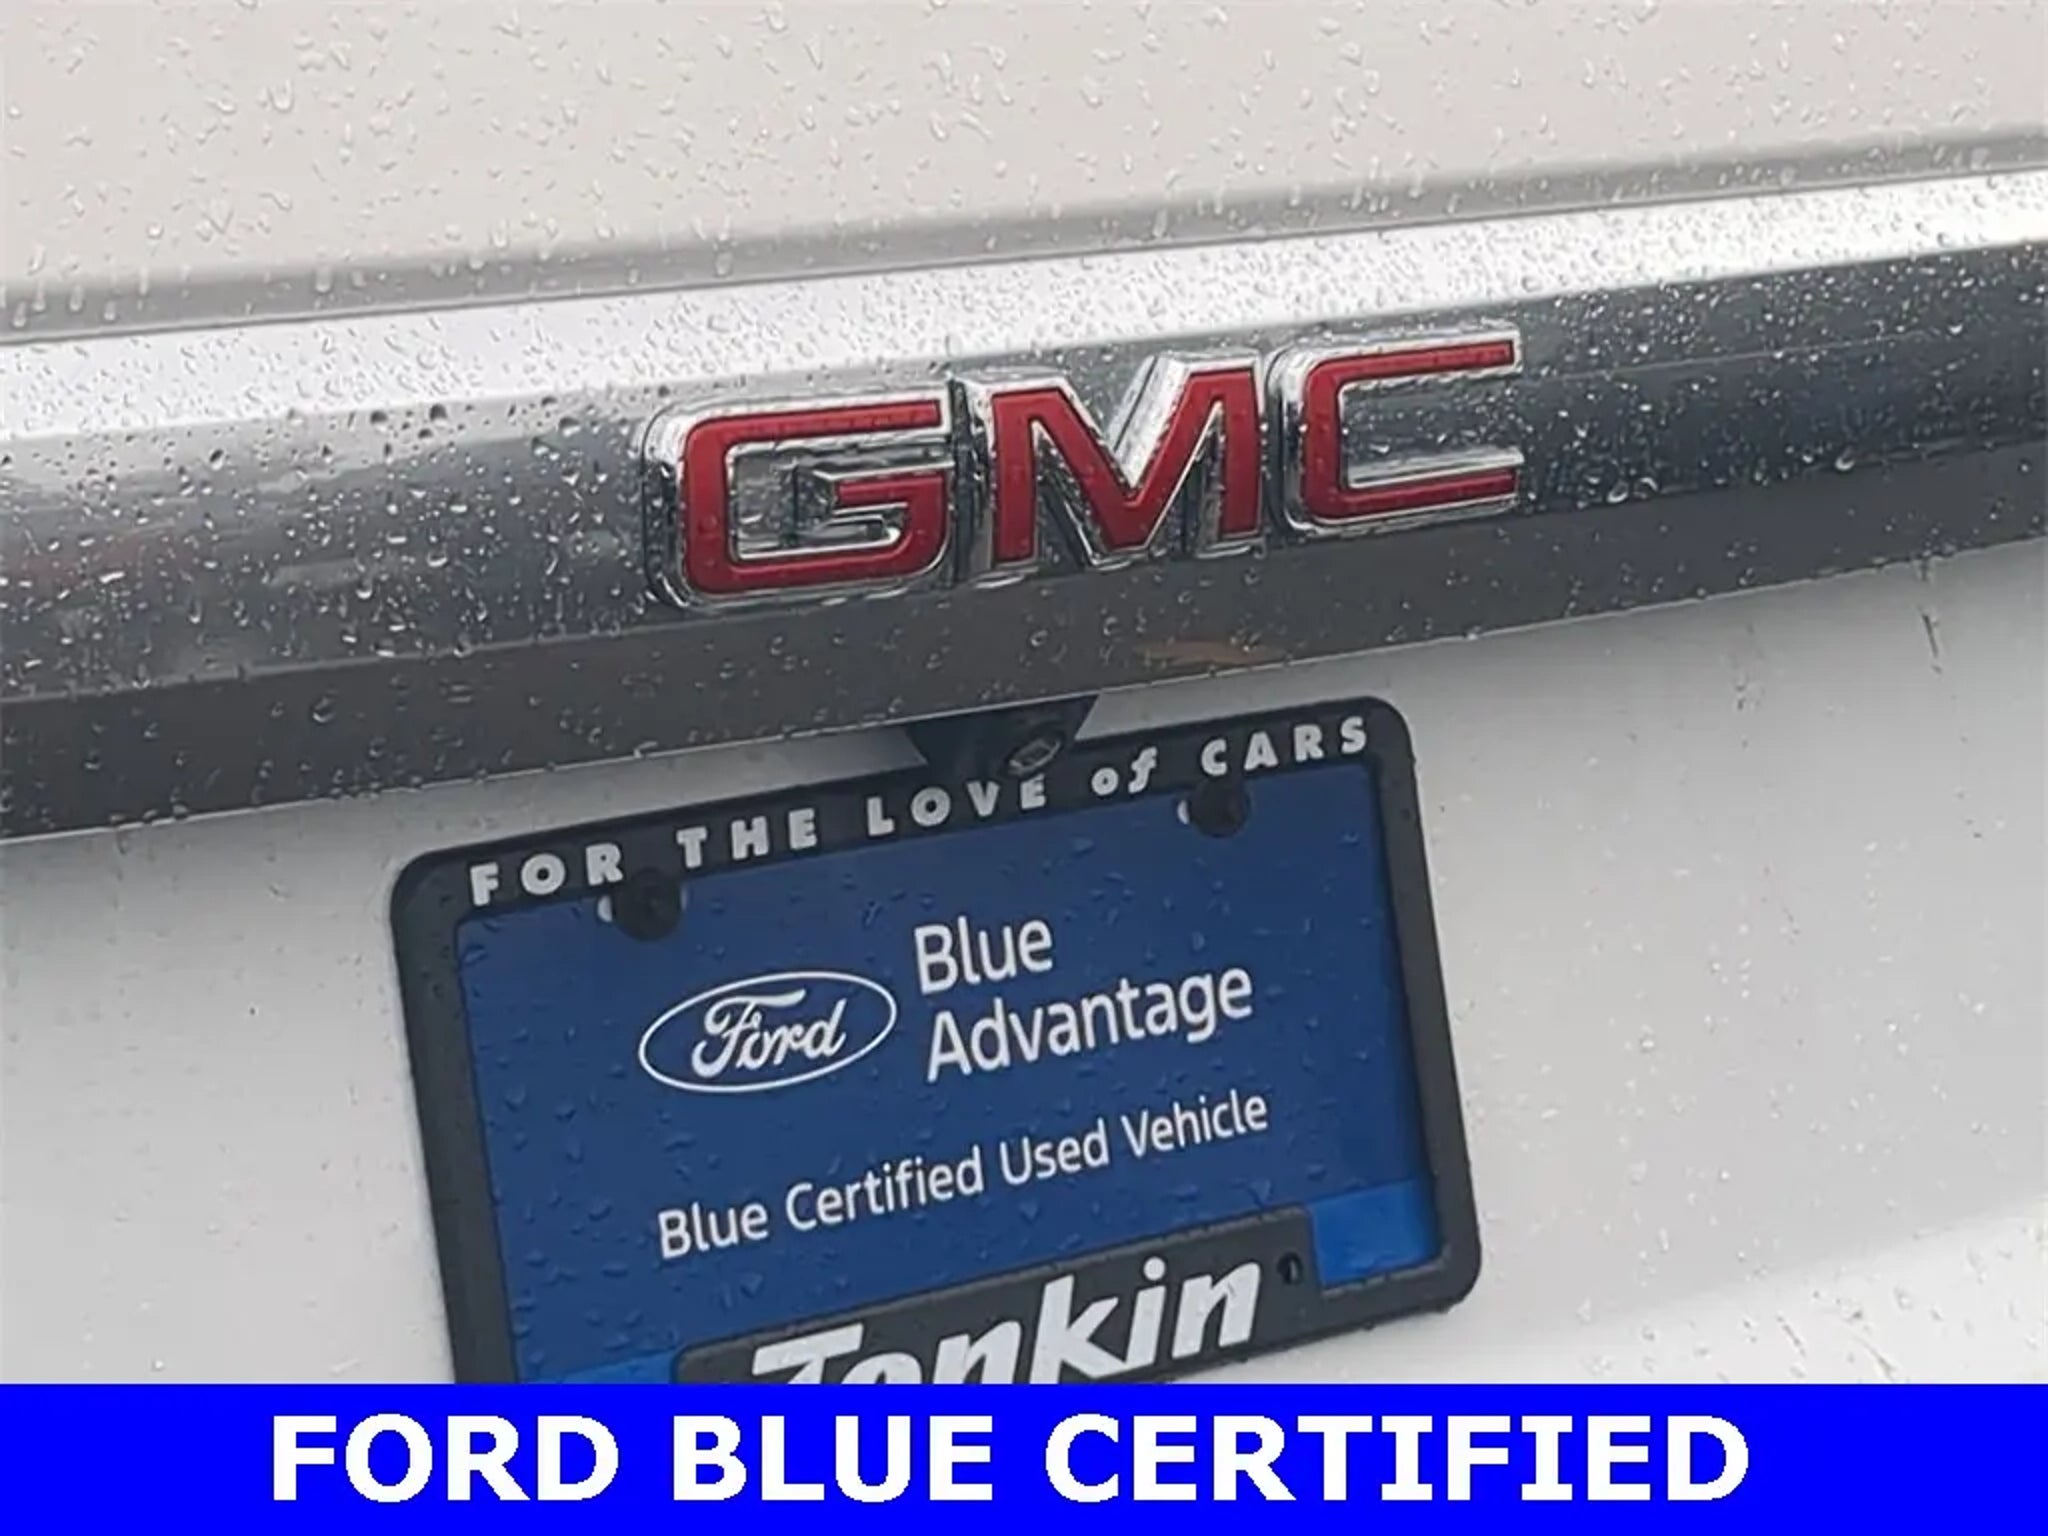 GMC
FOR THE LOVE of CARS
Ford
Blue
Advantage
Blue Certified Used Vehicle
Tonkin
FORD BLUE CERTIFIED